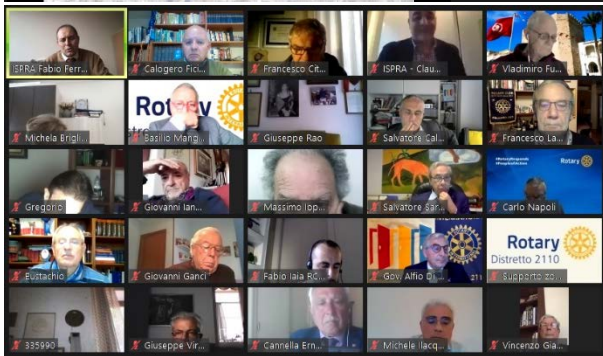 ISPRA Fabio Ferr...
Calogero Fici...
Francesco Cit...
ISPRA - Clau...
Vladimiro Fu...
Rotary
Michela Brigli...
Basilio Mang...
Giuseppe Rao
Salvatore Cal...
Francesco La...
Rotary
Gregorio
Giovanni Ian...
Massimo Iop...
Salvatore Sar...
Carlo Napoli
Rotary
Distretto 2110
Eustachio
Giovanni Ganci
Fabio Iaia RC...
Gov. Alfio Di...
211
Supporto zo...
335990
Giuseppe Vir...
Cannella Ern...
Michele Ilacq...
Vincenzo Gia...